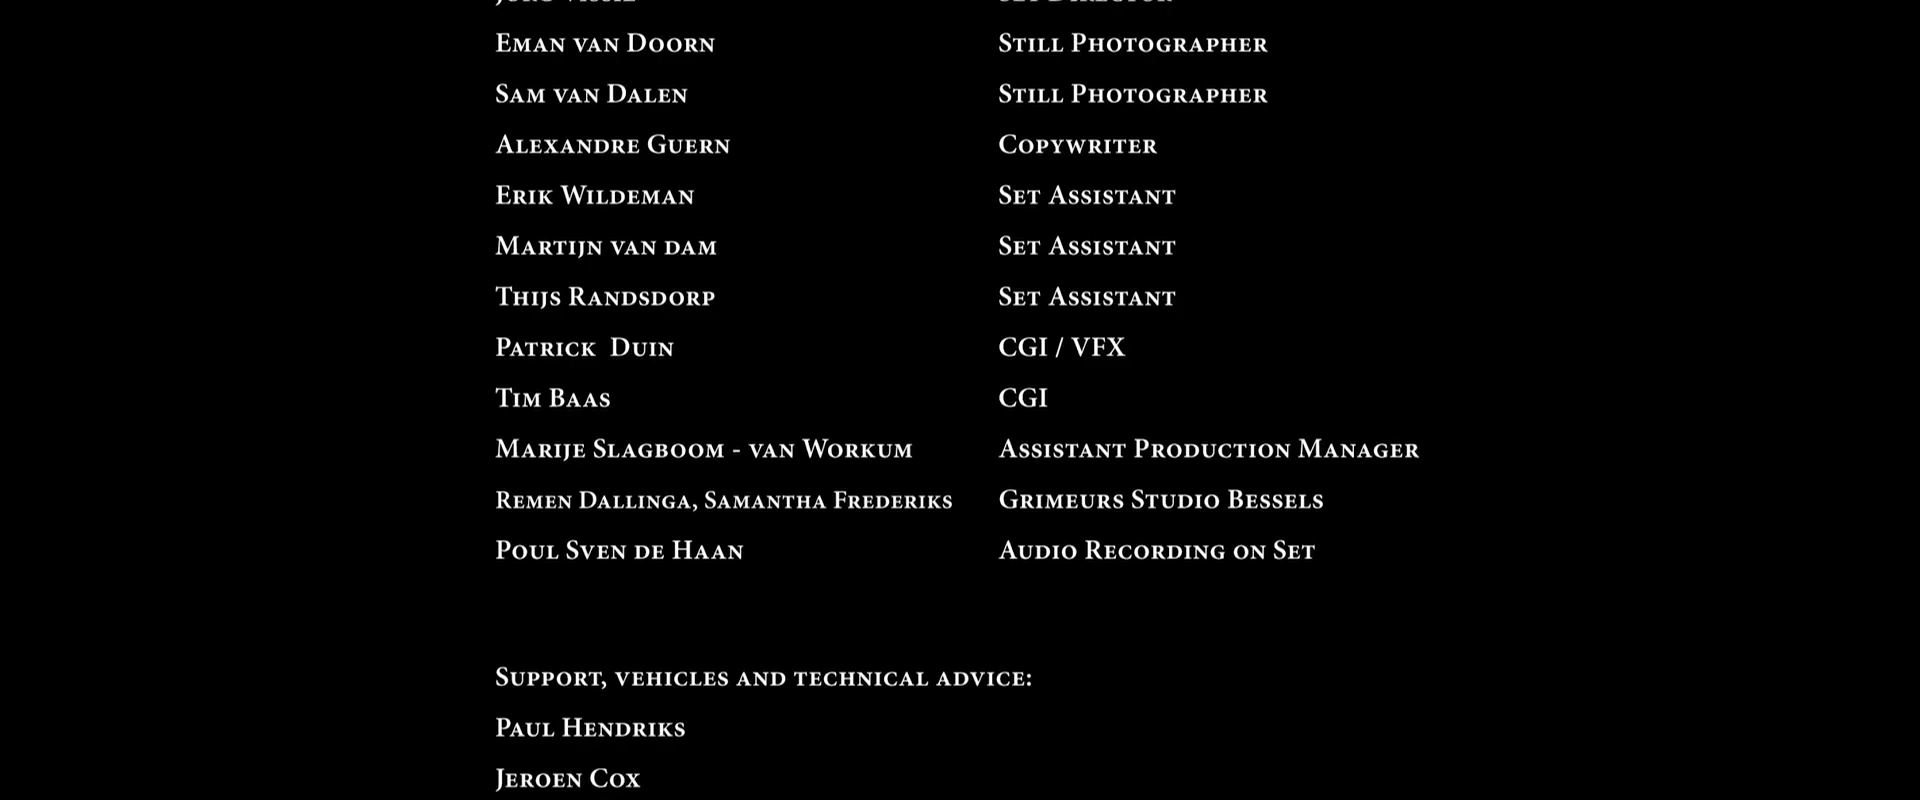 Eman van Doorn Still Photographer
Sam van Dalen Still Photographer
Alexandre Guern Copywriter
Erik Wildeman Set Assistant
Martijn van dam Set Assistant
Thijs Randsdorp Set Assistant
Patrick  Duin CGI / VFX
Tim Baas CGI
Marije Slagboom - van Workum Assistant Production Manager
Remen Dallinga, Samantha Frederiks Grimeurs Studio Bessels
Poul Sven de Haan Audio Recording on Set
Support, vehicles and technical advice:
Paul Hendriks
Jeroen Cox